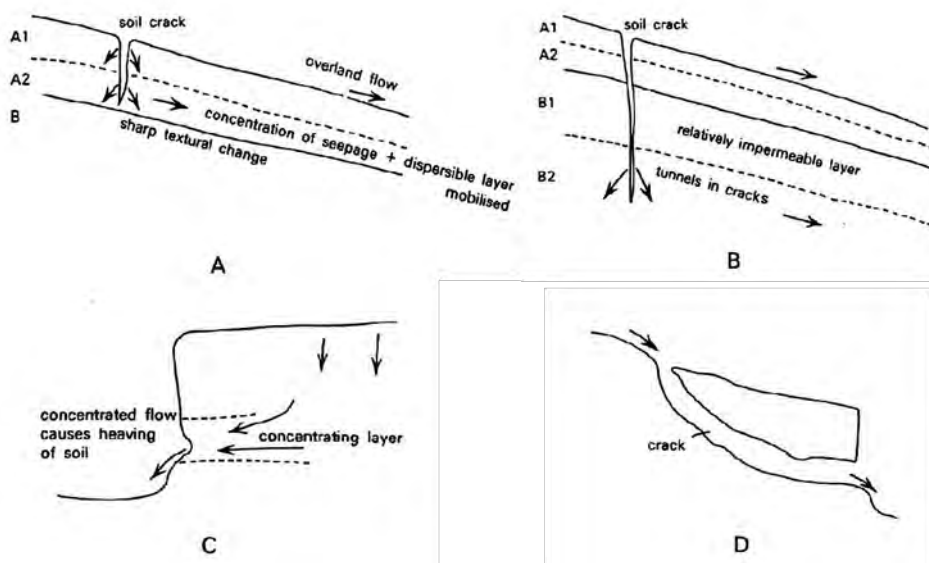 soil crack
A1
A2
B
overland flow
concentration of seepage + dispersible layer
mobilised
sharp textural change
A
soil crack
A1
A2
B1
B2
relatively impermeable layer
tunnels in cracks
B
concentrated flow
causes heaving
of soil
concentrating layer
C
crack
D